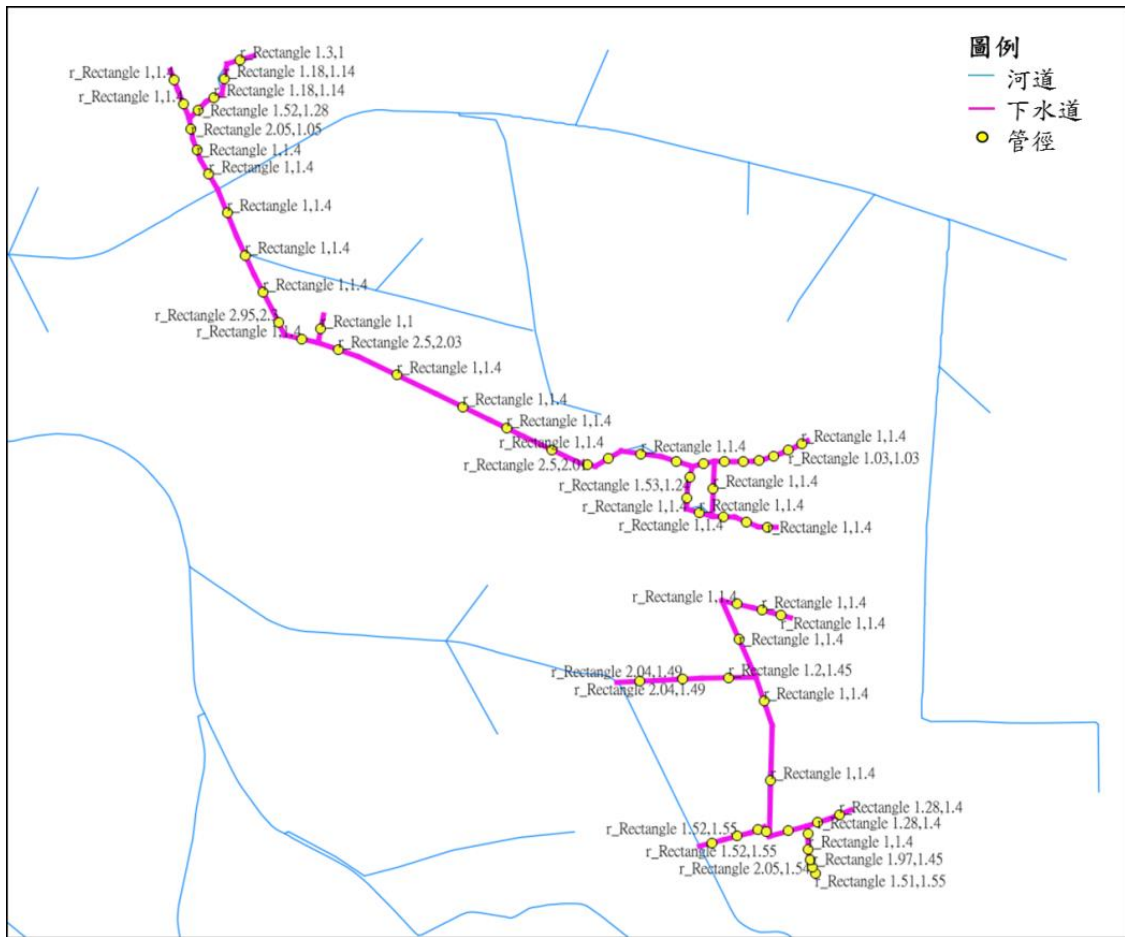 圖例
河道
下水道
管徑
r_Rectangle 1.3,1
r_Rectangle 1,1.4
r_Rectangle 1.18,1.14
r_Rectangle 1.18,1.14
r_Rectangle 1,1.4
r_Rectangle 1.52,1.28
r_Rectangle 2.05,1.05
r_Rectangle 1,1.4
r_Rectangle 1,1.4
r_Rectangle 1,1.4
r_Rectangle 1,1.4
r_Rectangle 1,1.4
r_Rectangle 2.95,2.3
r_Rectangle 1,1
r_Rectangle 1,1.4
r_Rectangle 2.5,2.03
r_Rectangle 1,1.4
r_Rectangle 1,1.4
r_Rectangle 1,1.4
r_Rectangle 1,1.4
r_Rectangle 1,1.4
r_Rectangle 1,1.4
r_Rectangle 2.5,2.01
r_Rectangle 1.03,1.03
r_Rectangle 1.53,1.24
r_Rectangle 1,1.4
r_Rectangle 1,1.4
r_Rectangle 1,1.4
r_Rectangle 1,1.4
r_Rectangle 1,1.4
r_Rectangle 1,1.4
r_Rectangle 1,1.4
r_Rectangle 1,1.4
r_Rectangle 1,1.4
r_Rectangle 2.04,1.49
r_Rectangle 1.2,1.45
r_Rectangle 2.04,1.49
r_Rectangle 1,1.4
r_Rectangle 1,1.4
r_Rectangle 1.28,1.4
r_Rectangle 1.28,1.4
r_Rectangle 1.52,1.55
r_Rectangle 1,1.4
r_Rectangle 1.52,1.55
r_Rectangle 1.97,1.45
r_Rectangle 2.05,1.54
r_Rectangle 1.51,1.55